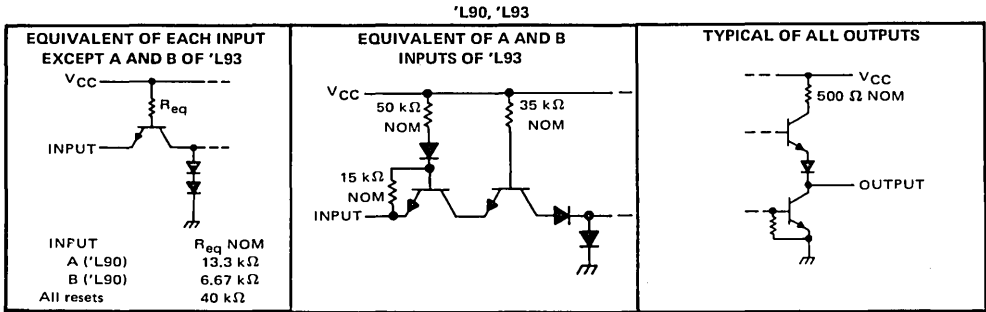 'L90, 'L93
EQUIVALENT OF EACH INPUT
EXCEPT A AND B OF 'L93
VCC
Req
INPUT
INPUT Req NOM
A ('L90) 13.3 kΩ
B ('L90) 6.67 kΩ
All resets 40 kΩ
EQUIVALENT OF A AND B
INPUTS OF 'L93
VCC
50 kΩ
NOM
35 kΩ
NOM
15 kΩ
NOM
INPUT
TYPICAL OF ALL OUTPUTS
VCC
500 Ω NOM
OUTPUT